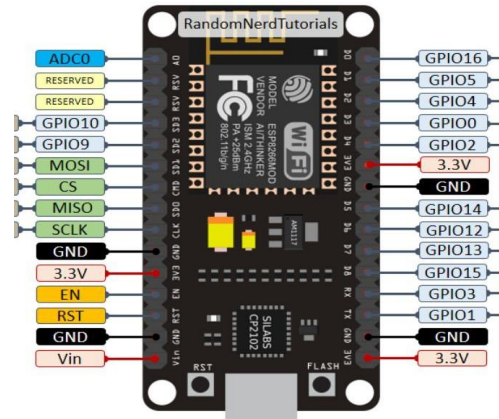 RandomNerdTutorials
ADC0
RESERVED
RESERVED
GPIO10
GPIO9
MOSI
CS
MISO
SCLK
GND
3.3V
EN
RST
GND
Vin
A0
RSV
RSV
SD3
SD2
SD1
CMD
SD0
CLK
GND
3V3
EN
RST
GND
Vin
MODEL ESP8266MOD
VENDOR AI/THINKER
ISM 2.4GHz
PA +25dBm
802.11b/g/n
FC
Wi Fi
AM1117
SILABS
CP2102
RST
FLASH
D0
D1
D2
D3
D4
3V3
GND
D5
D6
D7
D8
RX
TX
GND
3V3
GPIO16
GPIO5
GPIO4
GPIO0
GPIO2
3.3V
GND
GPIO14
GPIO12
GPIO13
GPIO15
GPIO3
GPIO1
GND
3.3V